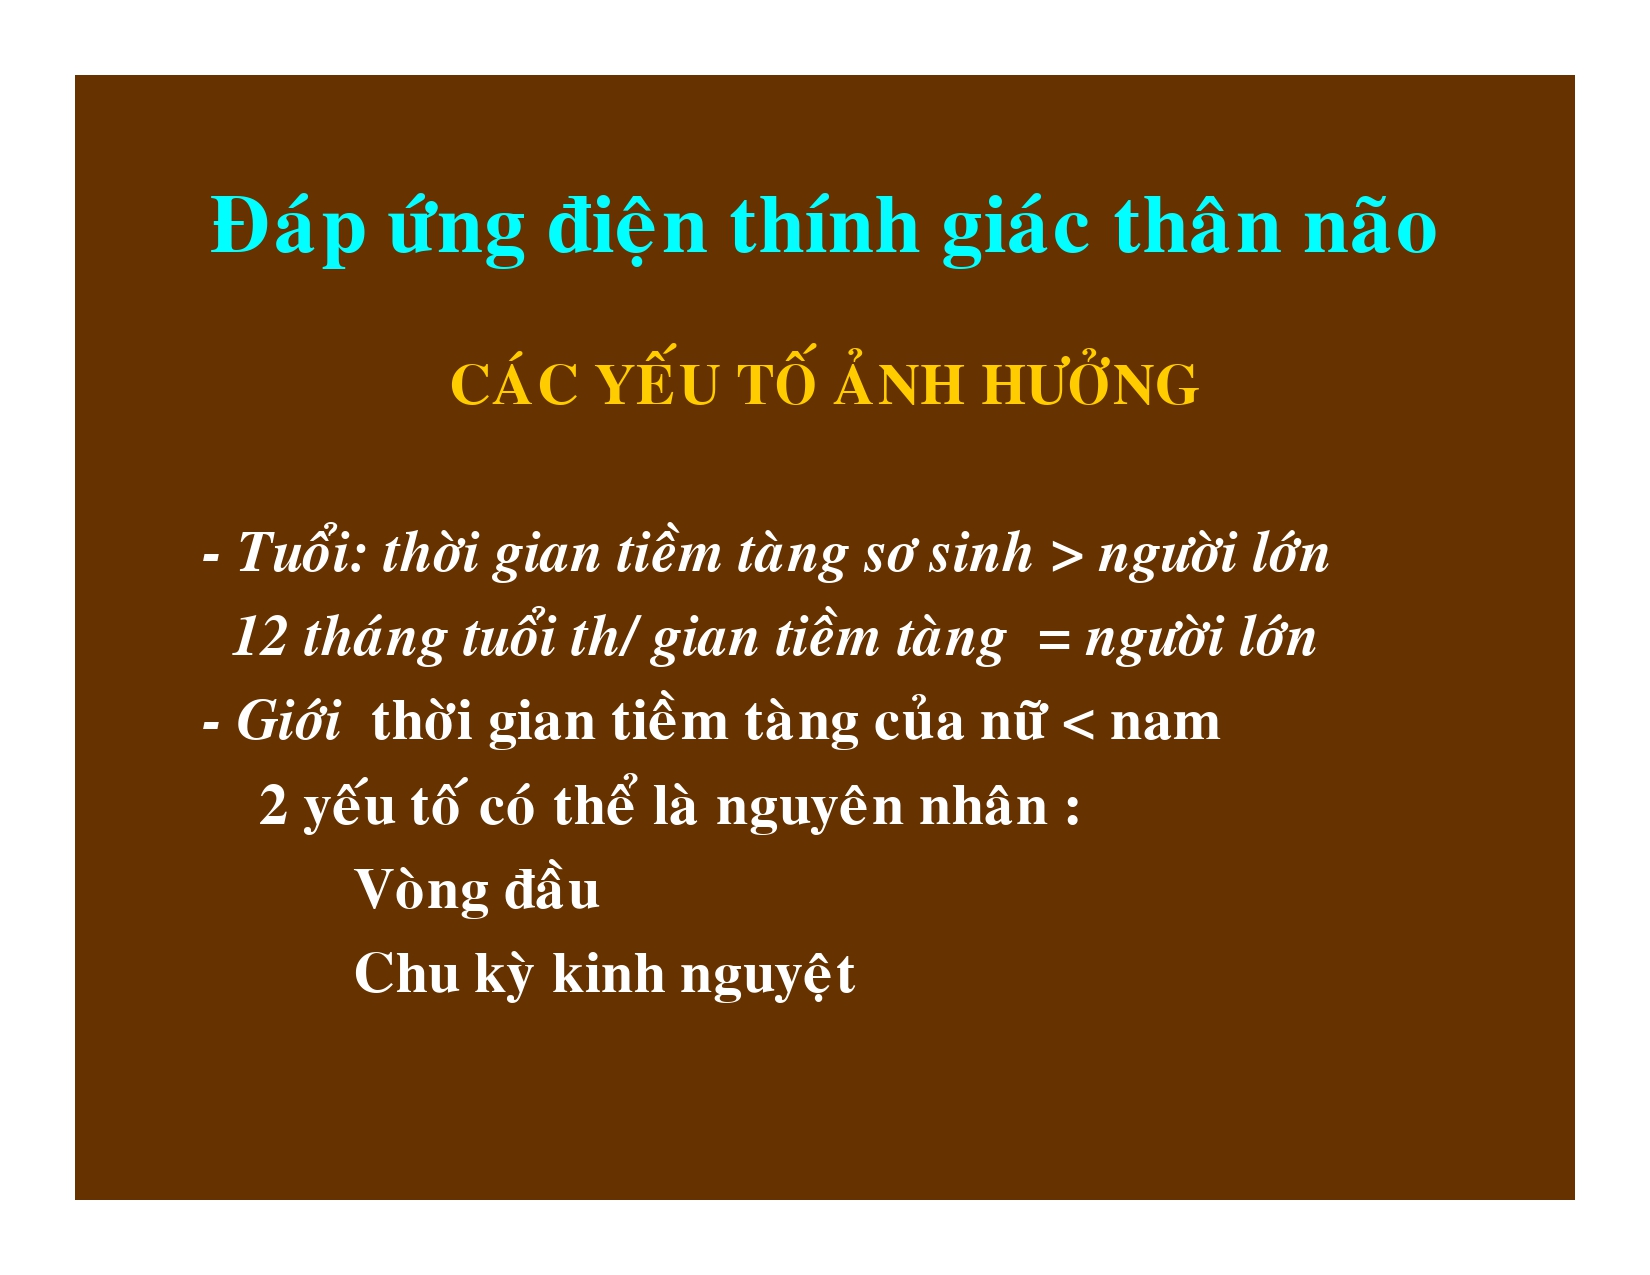 Đáp ứng điện thính giác thân não
CÁC YẾU TỐ ẢNH HƯỞNG
- Tuổi: thời gian tiềm tàng sơ sinh > người lớn
12 tháng tuổi th/ gian tiềm tàng = người lớn
- Giới thời gian tiềm tàng của nữ < nam
2 yếu tố có thể là nguyên nhân :
Vòng đầu
Chu kỳ kinh nguyệt